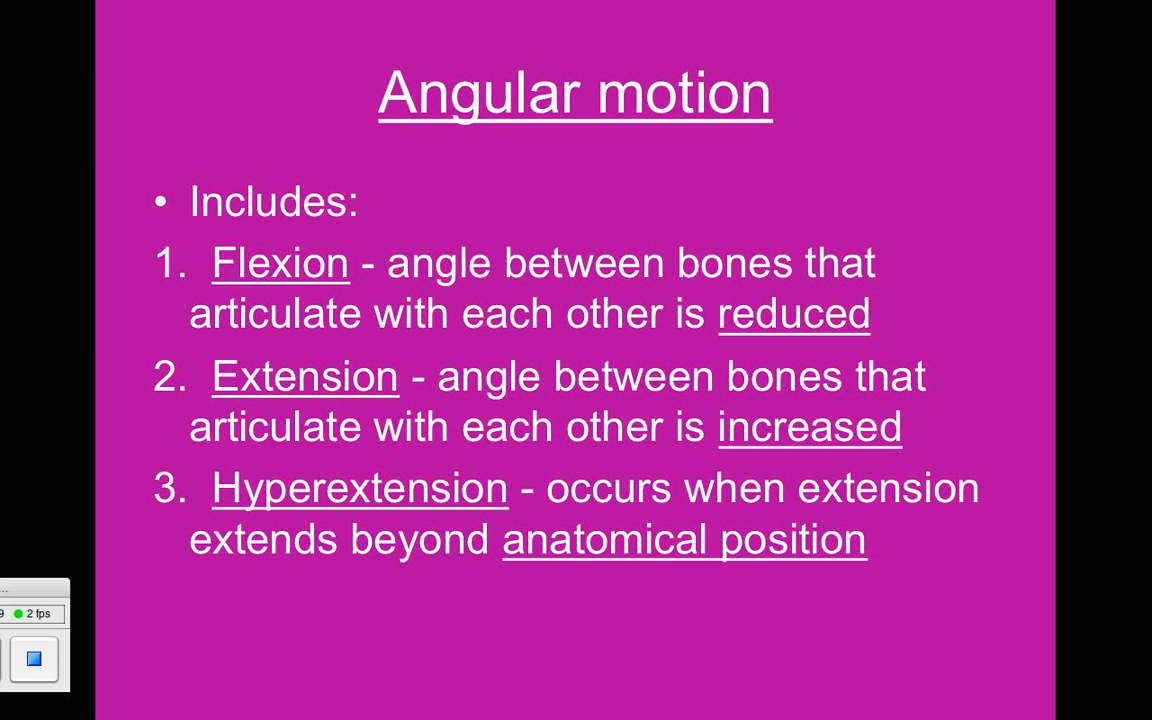 Angular motion
• Includes:
1. Flexion - angle between bones that
articulate with each other is reduced
2. Extension - angle between bones that
articulate with each other is increased
3. Hyperextension - occurs when extension
extends beyond anatomical position
...
9 2 fps